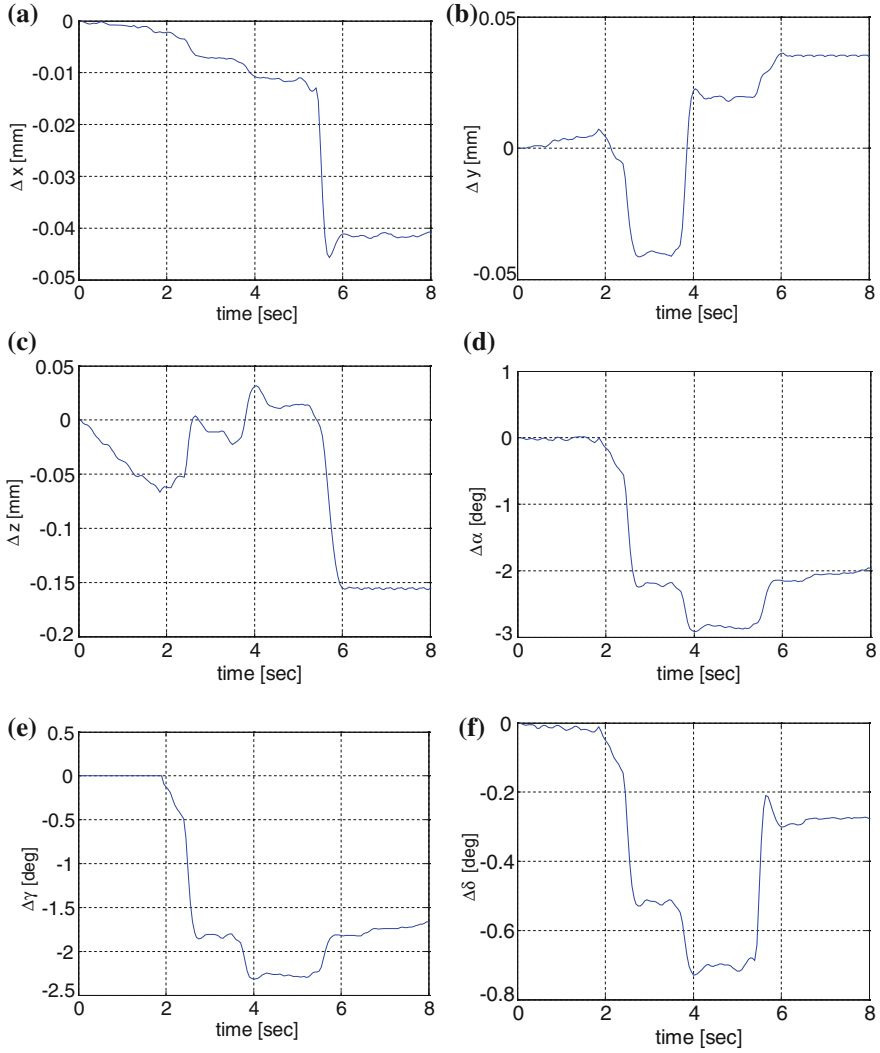 (a)
0
-0.01
-0.02
-0.03
-0.04
-0.05
Δ x [mm]
0 2 4 6 8
time [sec]
(b)
0.05
0
-0.05
Δ y [mm]
0 2 4 6 8
time [sec]
(c)
0.05
0
-0.05
-0.1
-0.15
-0.2
Δ z [mm]
0 2 4 6 8
time [sec]
(d)
1
0
-1
-2
-3
Δα [deg]
0 2 4 6 8
time [sec]
(e)
0.5
0
-0.5
-1
-1.5
-2
-2.5
Δγ [deg]
0 2 4 6 8
time [sec]
(f)
0
-0.2
-0.4
-0.6
-0.8
Δδ [deg]
0 2 4 6 8
time [sec]